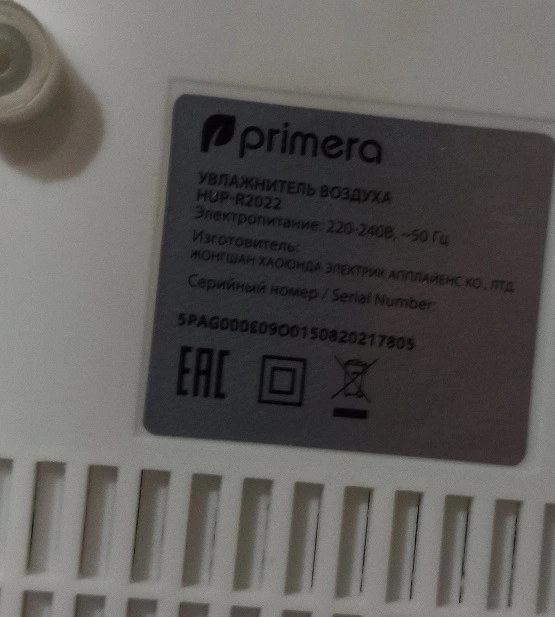 primera
УВЛАЖНИТЕЛЬ ВОЗДУХА
HUP-R2022
Электропитание: 220-240В, ~50 Гц
Изготовитель:
ЖОНГШАН ХАОЮНДА ЭЛЕКТРИК АППЛАЙЕНС КО., ЛТД
Серийный номер / Serial Number:
5PAG000E09O0150820217805
EAC